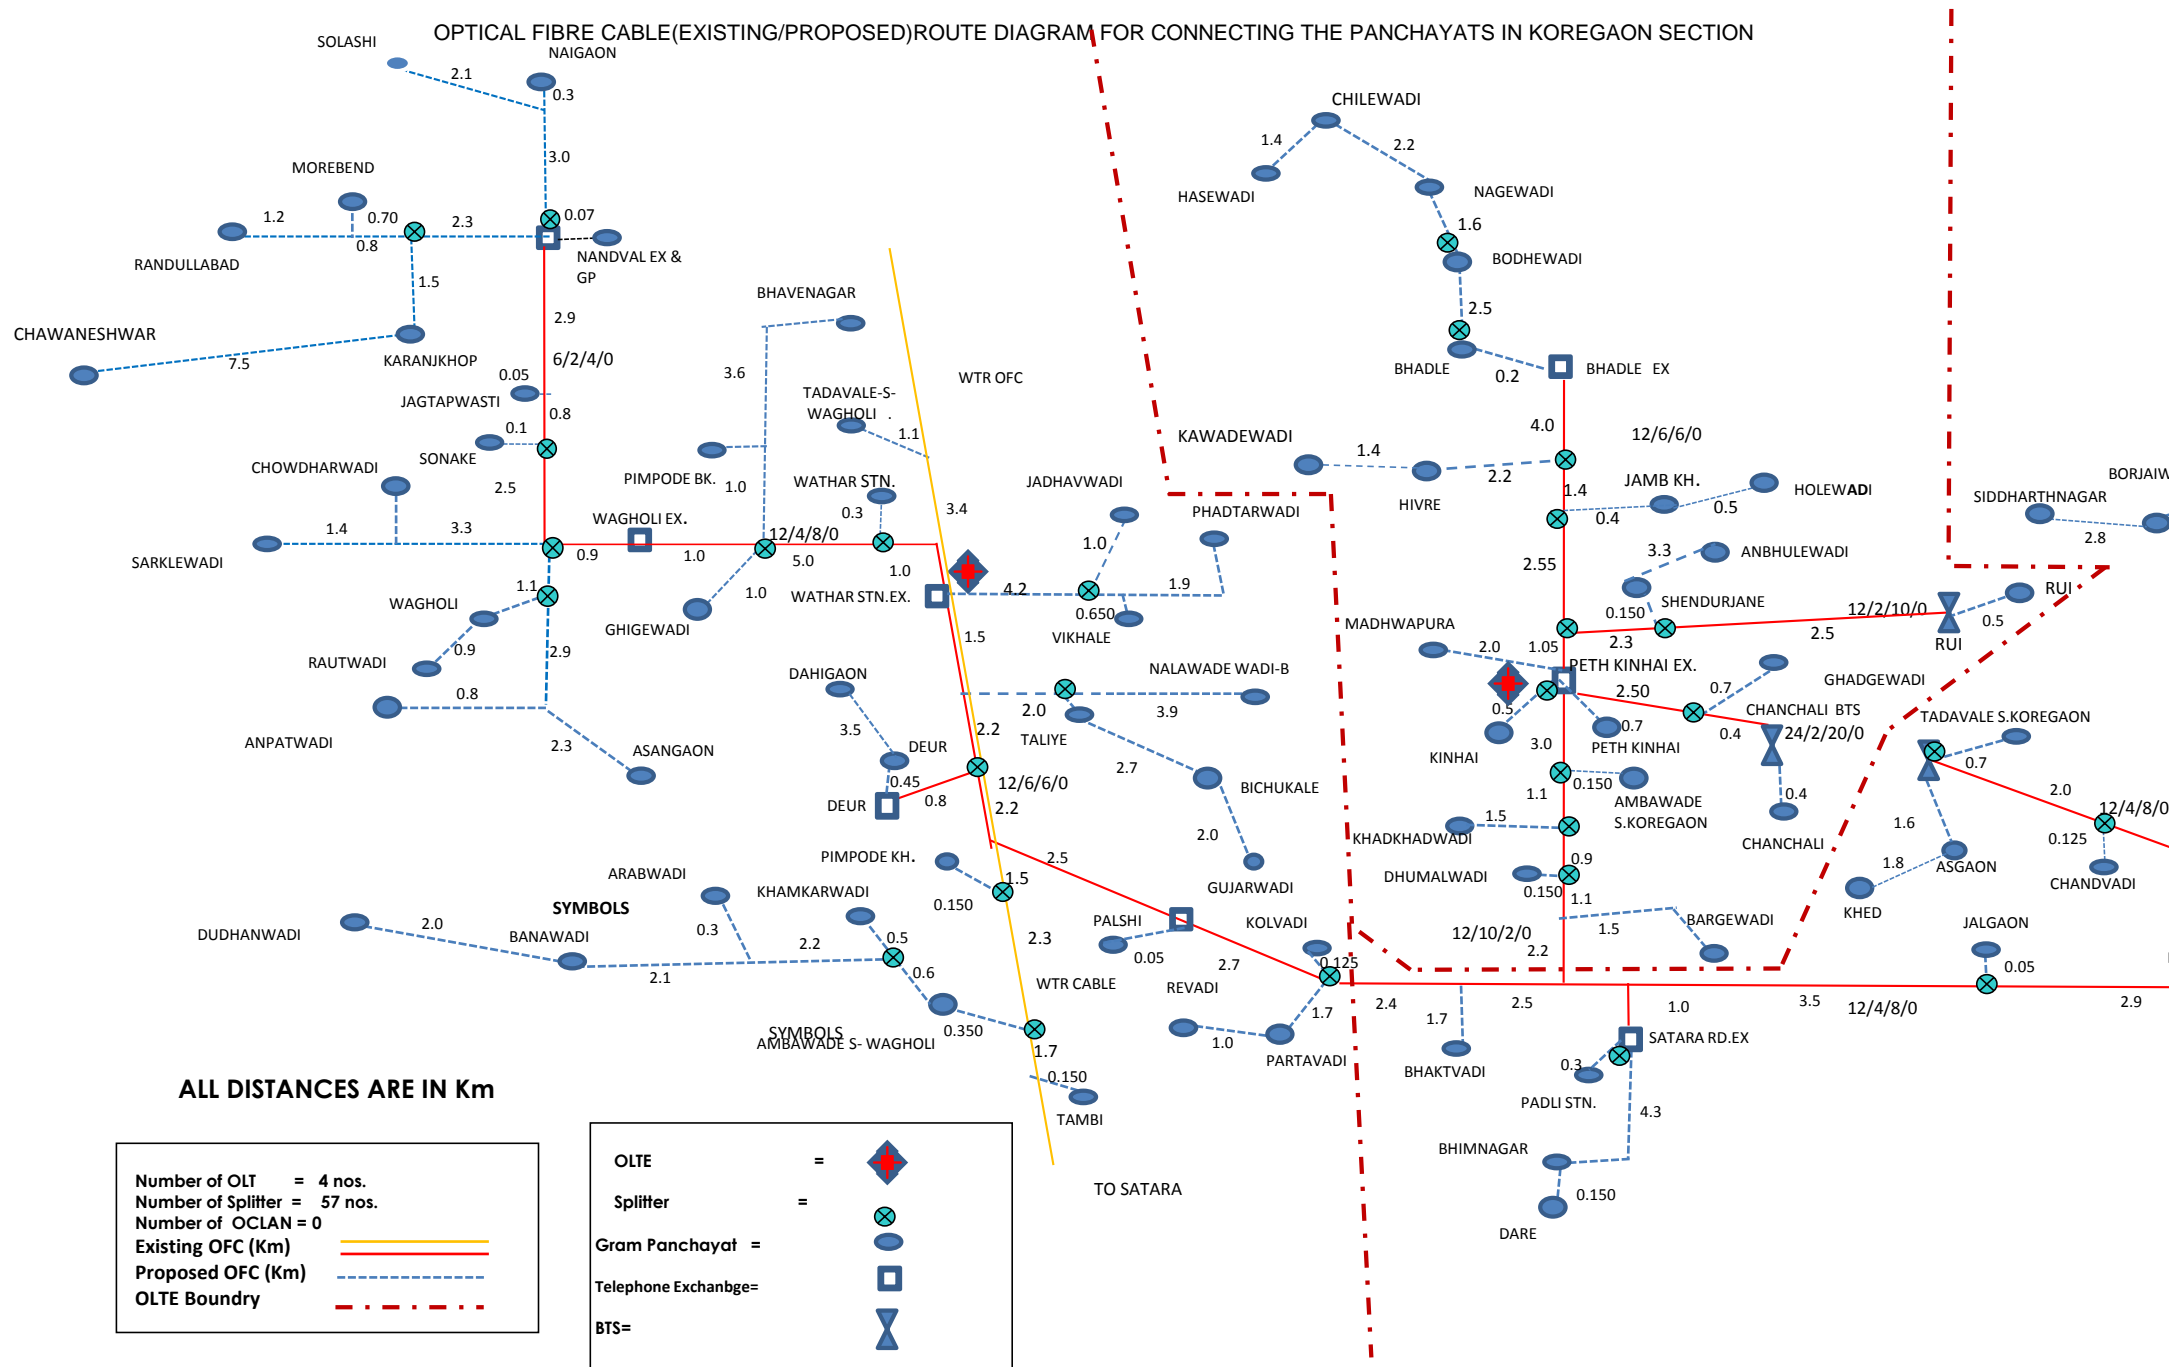 OPTICAL FIBRE CABLE(EXISTING/PROPOSED)ROUTE DIAGRAM FOR CONNECTING THE PANCHAYATS IN KOREGAON SECTION
SOLASHI
NAIGAON
2.1
0.3
3.0
MOREBEND
1.2
0.70
2.3
0.07
0.8
RANDULLABAD
NANDVAL EX &
GP
1.5
2.9
CHAWANESHWAR
7.5
KARANJKHOP
6/2/4/0
0.05
JAGTAPWASTI
0.8
0.1
SONAKE
CHOWDHARWADI
2.5
1.4
3.3
SARKLEWADI
WAGHOLI EX.
0.9
1.0
1.1
WAGHOLI
RAUTWADI
0.9
2.9
0.8
ANPATWADI
2.3
ASANGAON
BHAVENAGAR
3.6
TADAVALE-S-
WAGHOLI .
1.1
WTR OFC
PIMPODE BK.
1.0
WATHAR STN.
0.3
3.4
12/4/8/0
5.0
1.0
1.0
GHIGEWADI
WATHAR STN.EX.
4.2
JADHAVWADI
1.0
PHADTARWADI
1.9
0.650
VIKHALE
1.5
DAHIGAON
3.5
DEUR
0.45
DEUR
0.8
2.2
12/6/6/0
2.2
NALAWADE WADI-B
2.0
3.9
TALIYE
2.7
BICHUKALE
2.0
GUJARWADI
PIMPODE KH.
0.150
1.5
2.5
ARABWADI
KHAMKARWADI
SYMBOLS
DUDHANWADI
2.0
BANAWADI
0.3
2.2
0.5
2.1
0.6
2.3
WTR CABLE
0.350
SYMBOLS
AMBAWADE S- WAGHOLI
1.7
0.150
TAMBI
TO SATARA
PALSHI
0.05
KOLVADI
0.125
2.7
REVADI
1.7
1.0
PARTAVADI
CHILEWADI
1.4
2.2
HASEWADI
NAGEWADI
1.6
BODHEWADI
2.5
BHADLE
0.2
BHADLE EX
4.0
12/6/6/0
KAWADEWADI
1.4
2.2
HIVRE
1.4
JAMB KH.
HOLEWADI
0.4
0.5
3.3
ANBHULEWADI
2.55
0.150
SHENDURJANE
12/2/10/0
MADHWAPURA
2.0
1.05
2.3
2.5
RUI
0.5
RUI
PETH KINHAI EX.
2.50
0.7
GHADGEWADI
0.5
0.7
CHANCHALI BTS
0.4
24/2/20/0
KINHAI
3.0
PETH KINHAI
0.150
0.4
AMBAWADE
S.KOREGAON
CHANCHALI
1.1
1.5
KHADKHADWADI
0.9
DHUMALWADI
0.150
1.1
BARGEWADI
1.5
12/10/2/0
2.2
SIDDHARTHNAGAR
BORJAIW
2.8
TADAVALE S.KOREGAON
0.7
2.0
12/4/8/0
1.6
0.125
1.8
ASGAON
CHANDVADI
KHED
JALGAON
0.05
2.4
2.5
1.0
3.5
12/4/8/0
2.9
1.7
BHAKTVADI
SATARA RD.EX
0.3
PADLI STN.
4.3
BHIMNAGAR
0.150
DARE
ALL DISTANCES ARE IN Km
Number of OLT = 4 nos.
Number of Splitter = 57 nos.
Number of OCLAN = 0
Existing OFC (Km)
Proposed OFC (Km)
OLTE Boundry
OLTE =
Splitter =
Gram Panchayat =
Telephone Exchanbge=
BTS=